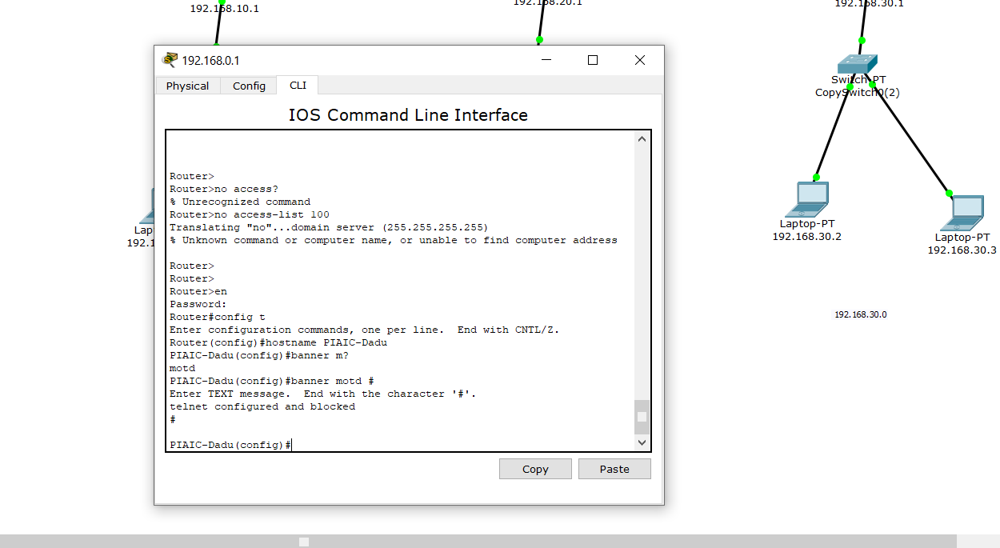 192.168.10.1
192.168.20.1
192.168.30.1
192.168.0.1
Physical
Config
CLI
IOS Command Line Interface
Router>
Router>no access?
% Unrecognized command
Router>no access-list 100
Translating "no"...domain server (255.255.255.255)
% Unknown command or computer name, or unable to find computer address
Router>
Router>
Router>en
Password:
Router#config t
Enter configuration commands, one per line.  End with CNTL/Z.
Router(config)#hostname PIAIC-Dadu
PIAIC-Dadu(config)#banner m?
motd
PIAIC-Dadu(config)#banner motd #
Enter TEXT message.  End with the character '#'.
telnet configured and blocked
#
PIAIC-Dadu(config)#
Copy
Paste
Switch-PT
CopySwitch0(2)
Lap
192.1
Laptop-PT
192.168.30.2
Laptop-PT
192.168.30.3
192.168.30.0